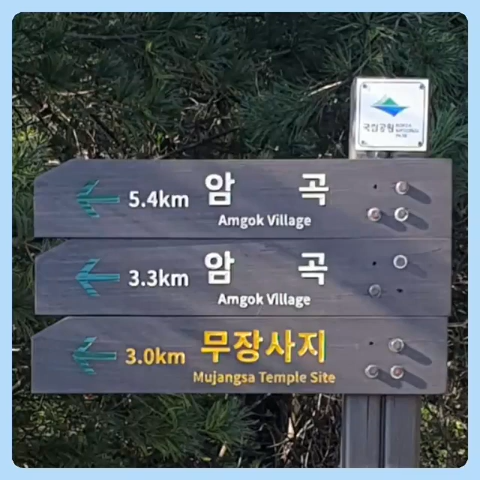 국립공원 KOREA NATIONAL PARK
5.4km 암 곡
Amgok Village
3.3km 암 곡
Amgok Village
3.0km 무장사지
Mujangsa Temple Site